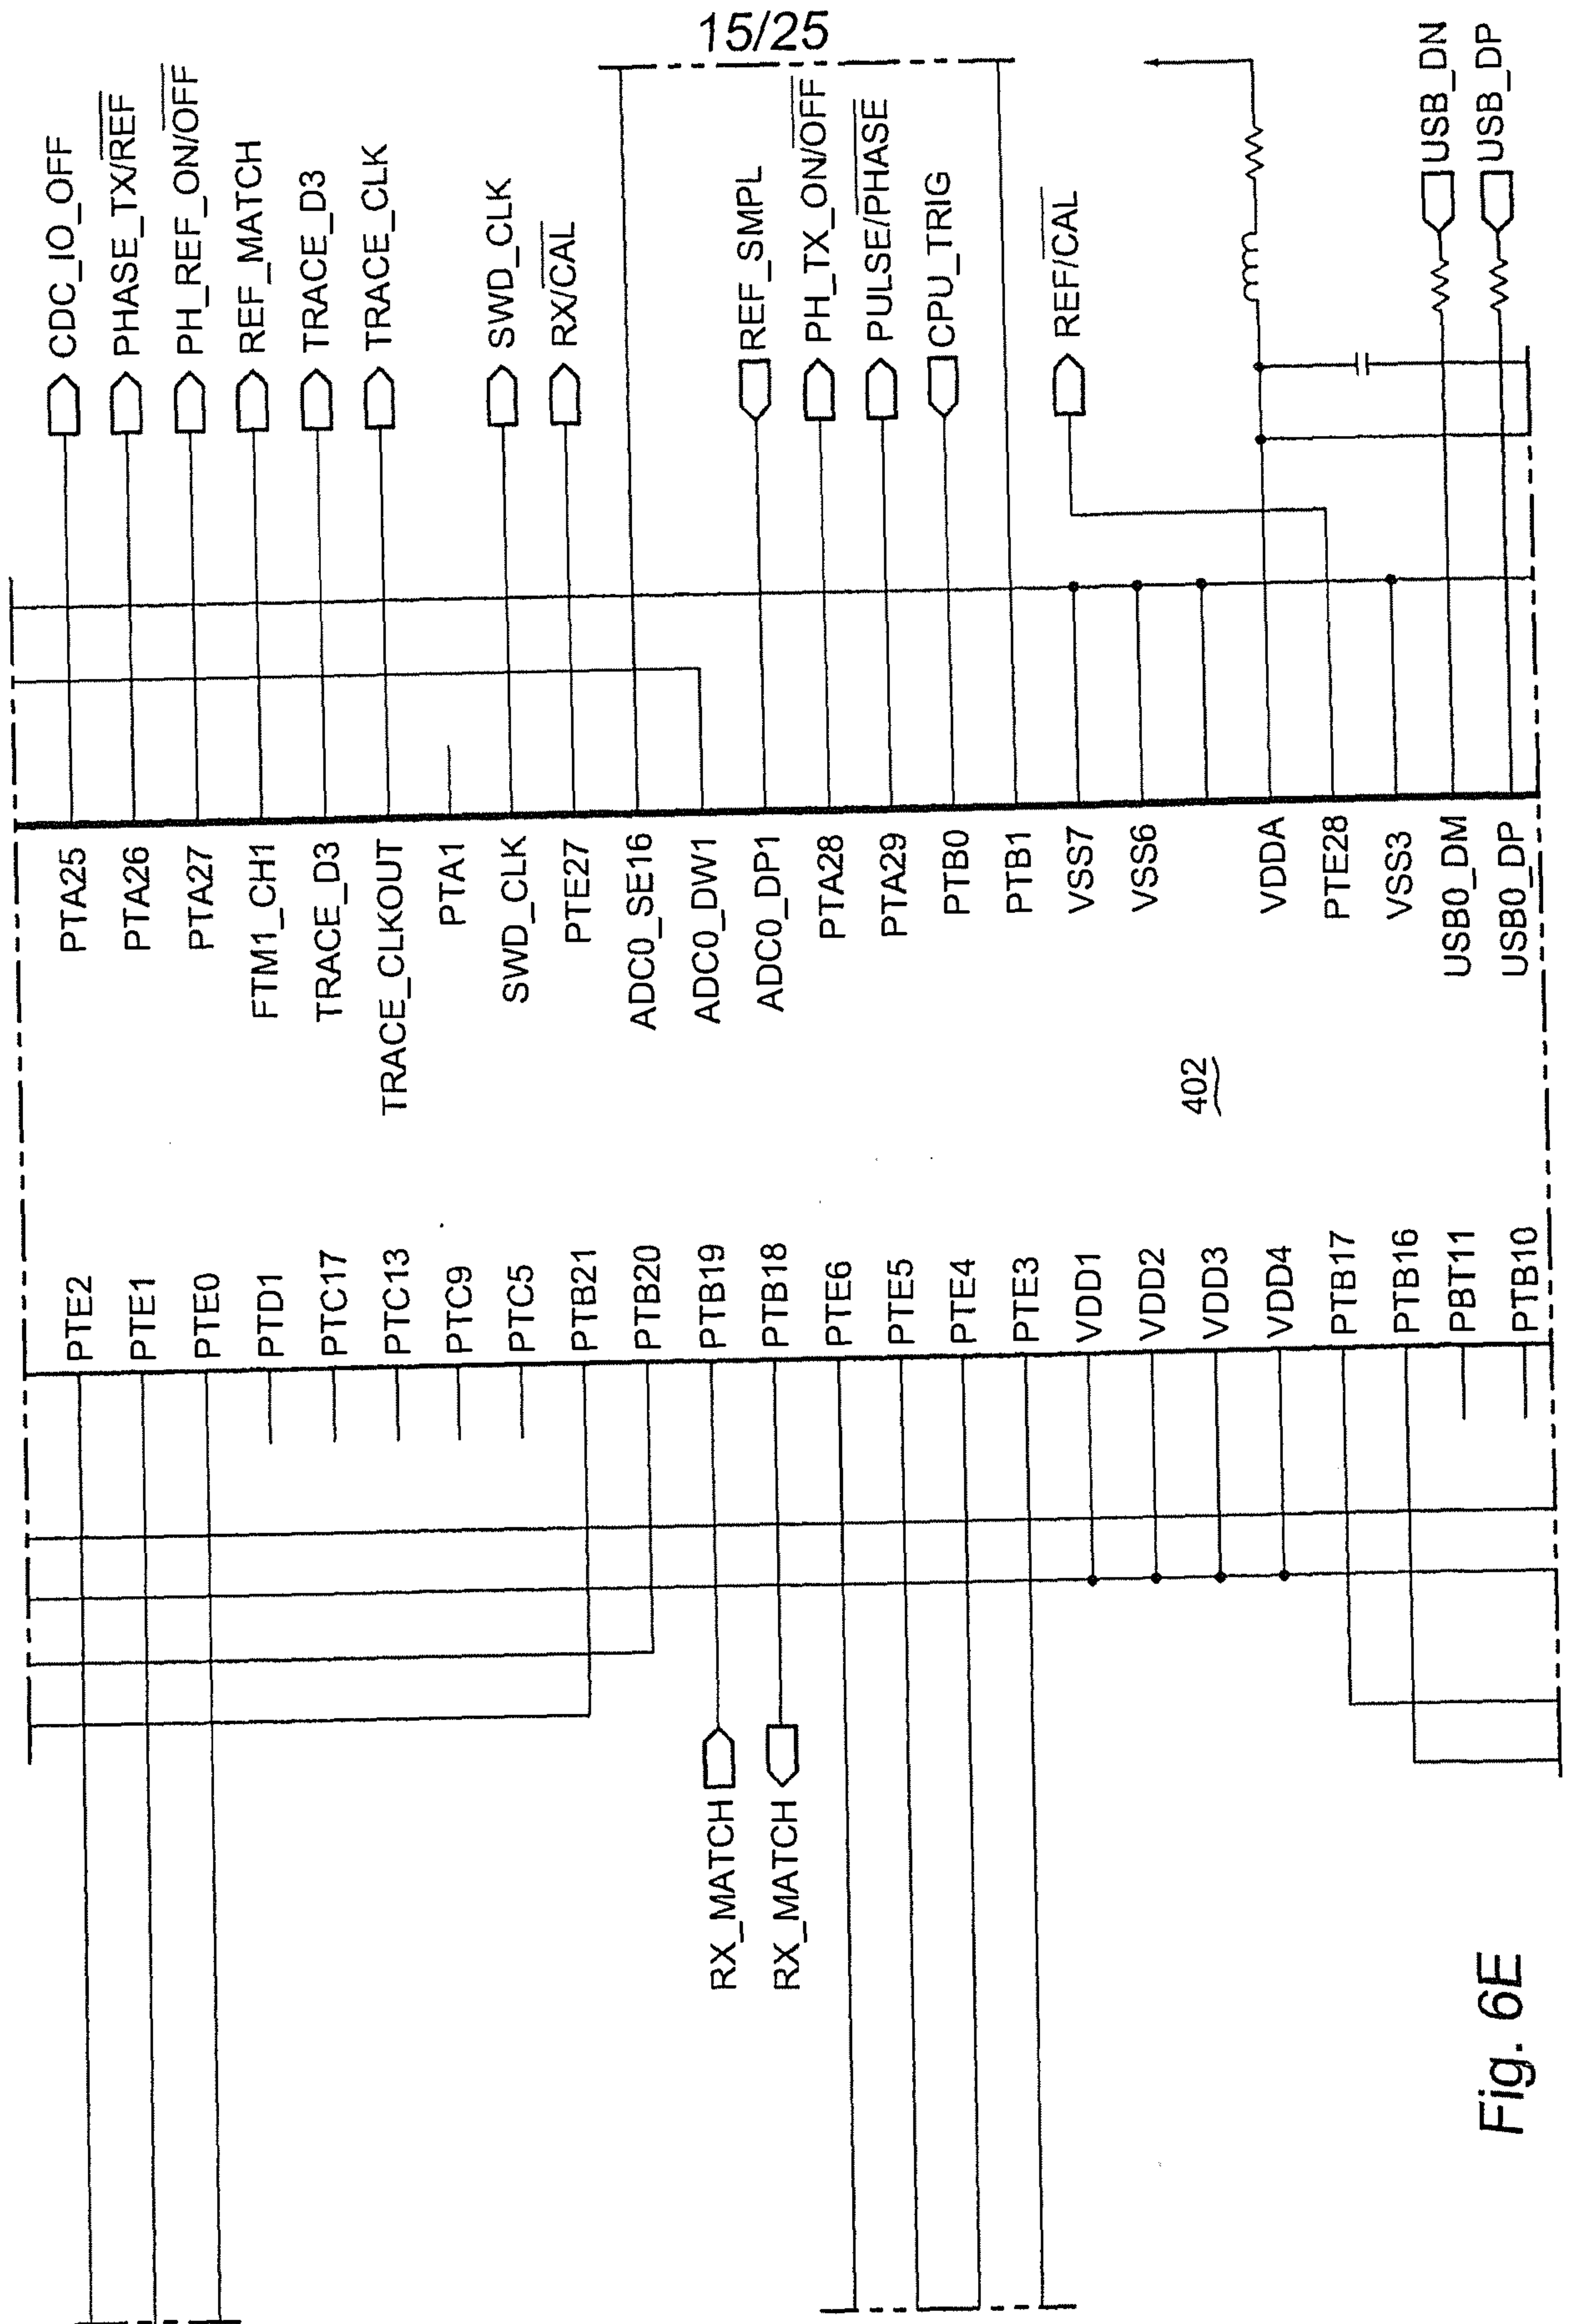 15/25
CDC_IO_OFF
PHASE_TX/REF
PH_REF_ON/OFF
REF_MATCH
TRACE_D3
TRACE_CLK
SWD_CLK
RX/CAL
REF_SMPL
PH_TX_ON/OFF
PULSE/PHASE
CPU_TRIG
REF/CAL
USB_DN
USB_DP
PTA25
PTA26
PTA27
FTM1_CH1
TRACE_D3
TRACE_CLKOUT
PTA1
SWD_CLK
PTE27
ADC0_SE16
ADC0_DW1
ADC0_DP1
PTA28
PTA29
PTB0
PTB1
VSS7
VSS6
VDDA
PTE28
VSS3
USB0_DM
USB0_DP
402
PTE2
PTE1
PTE0
PTD1
PTC17
PTC13
PTC9
PTC5
PTB21
PTB20
PTB19
PTB18
PTE6
PTE5
PTE4
PTE3
VDD1
VDD2
VDD3
VDD4
PTB17
PTB16
PBT11
PTB10
RX_MATCH
RX_MATCH
Fig. 6E